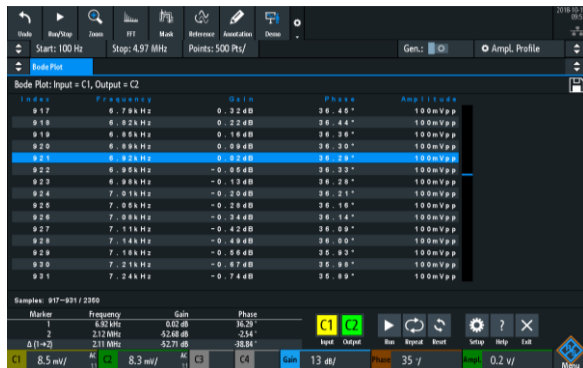 2018-10-1
Undo Run/Stop Zoom FFT Mask Reference Annotation Demo
09:5
Start: 100 Hz Stop: 4.97 MHz Points: 500 Pts/ Gen.: Ampl. Profile
Bode Plot
Bode Plot: Input = C1, Output = C2
Index Frequency Gain Phase Amplitude
917 6.79kHz 0.32dB 36.45° 100mVpp
918 6.82kHz 0.22dB 36.44° 100mVpp
919 6.85kHz 0.16dB 36.36° 100mVpp
920 6.89kHz 0.09dB 36.30° 100mVpp
921 6.92kHz 0.02dB 36.29° 100mVpp
922 6.95kHz -0.05dB 36.33° 100mVpp
923 6.98kHz -0.13dB 36.28° 100mVpp
924 7.01kHz -0.20dB 36.21° 100mVpp
925 7.05kHz -0.28dB 36.16° 100mVpp
926 7.08kHz -0.34dB 36.14° 100mVpp
927 7.11kHz -0.42dB 36.09° 100mVpp
928 7.14kHz -0.49dB 36.00° 100mVpp
929 7.18kHz -0.56dB 35.93° 100mVpp
930 7.21kHz -0.67dB 35.90° 100mVpp
931 7.24kHz -0.74dB 35.89° 100mVpp
Samples: 917-931 / 2350
Marker Frequency Gain Phase
1 6.92 kHz 0.02 dB 36.29 °
2 2.12 MHz -52.68 dB -2.54 °
Δ (1→2) 2.11 MHz -52.71 dB -38.84 °
C1 C2
Input Output Run Repeat Reset Setup Help Exit
C1 8.5 mV/ AC 1:1 C2 8.3 mV/ AC 1:1 C3 C4 Gain 13 dB/ Phase 35 °/ Ampl. 0.2 V/ Menu